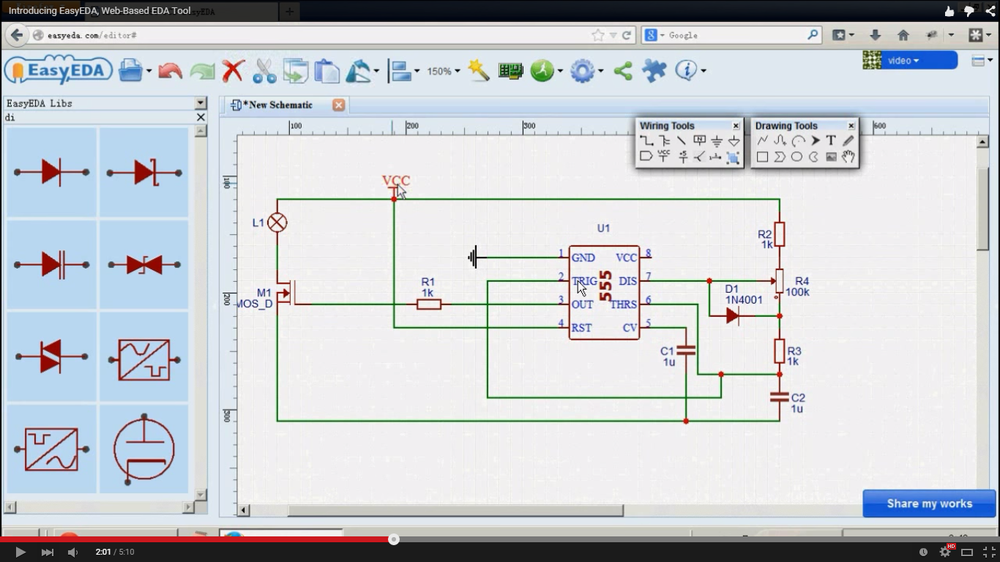 Introducing EasyEDA, Web-Based EDA Tool
easyeda.com/editor#
Google
EasyEDA
150%
video
EasyEDA Libs
*New Schematic
di
Wiring Tools
Drawing Tools
100
200
300
600
100
200
300
VCC
L1
M1
MOS_D
R1
1k
U1
1 GND VCC 8
2 TRIG DIS 7
3 OUT THRS 6
4 RST CV 5
555
R2
1k
R4
100k
D1
1N4001
C1
1u
R3
1k
C2
1u
Share my works
2:01 / 5:10
HD